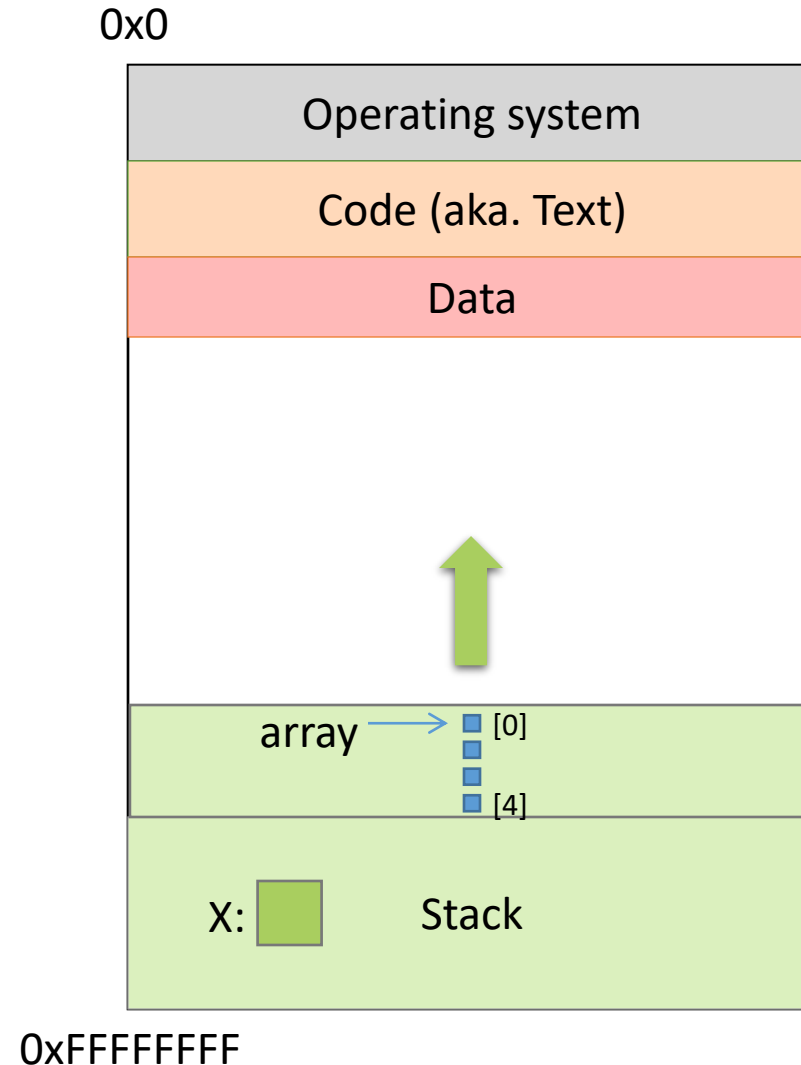 0x0
Operating system
Code (aka. Text)
Data
array
[0]
[4]
X:
Stack
0xFFFFFFFF